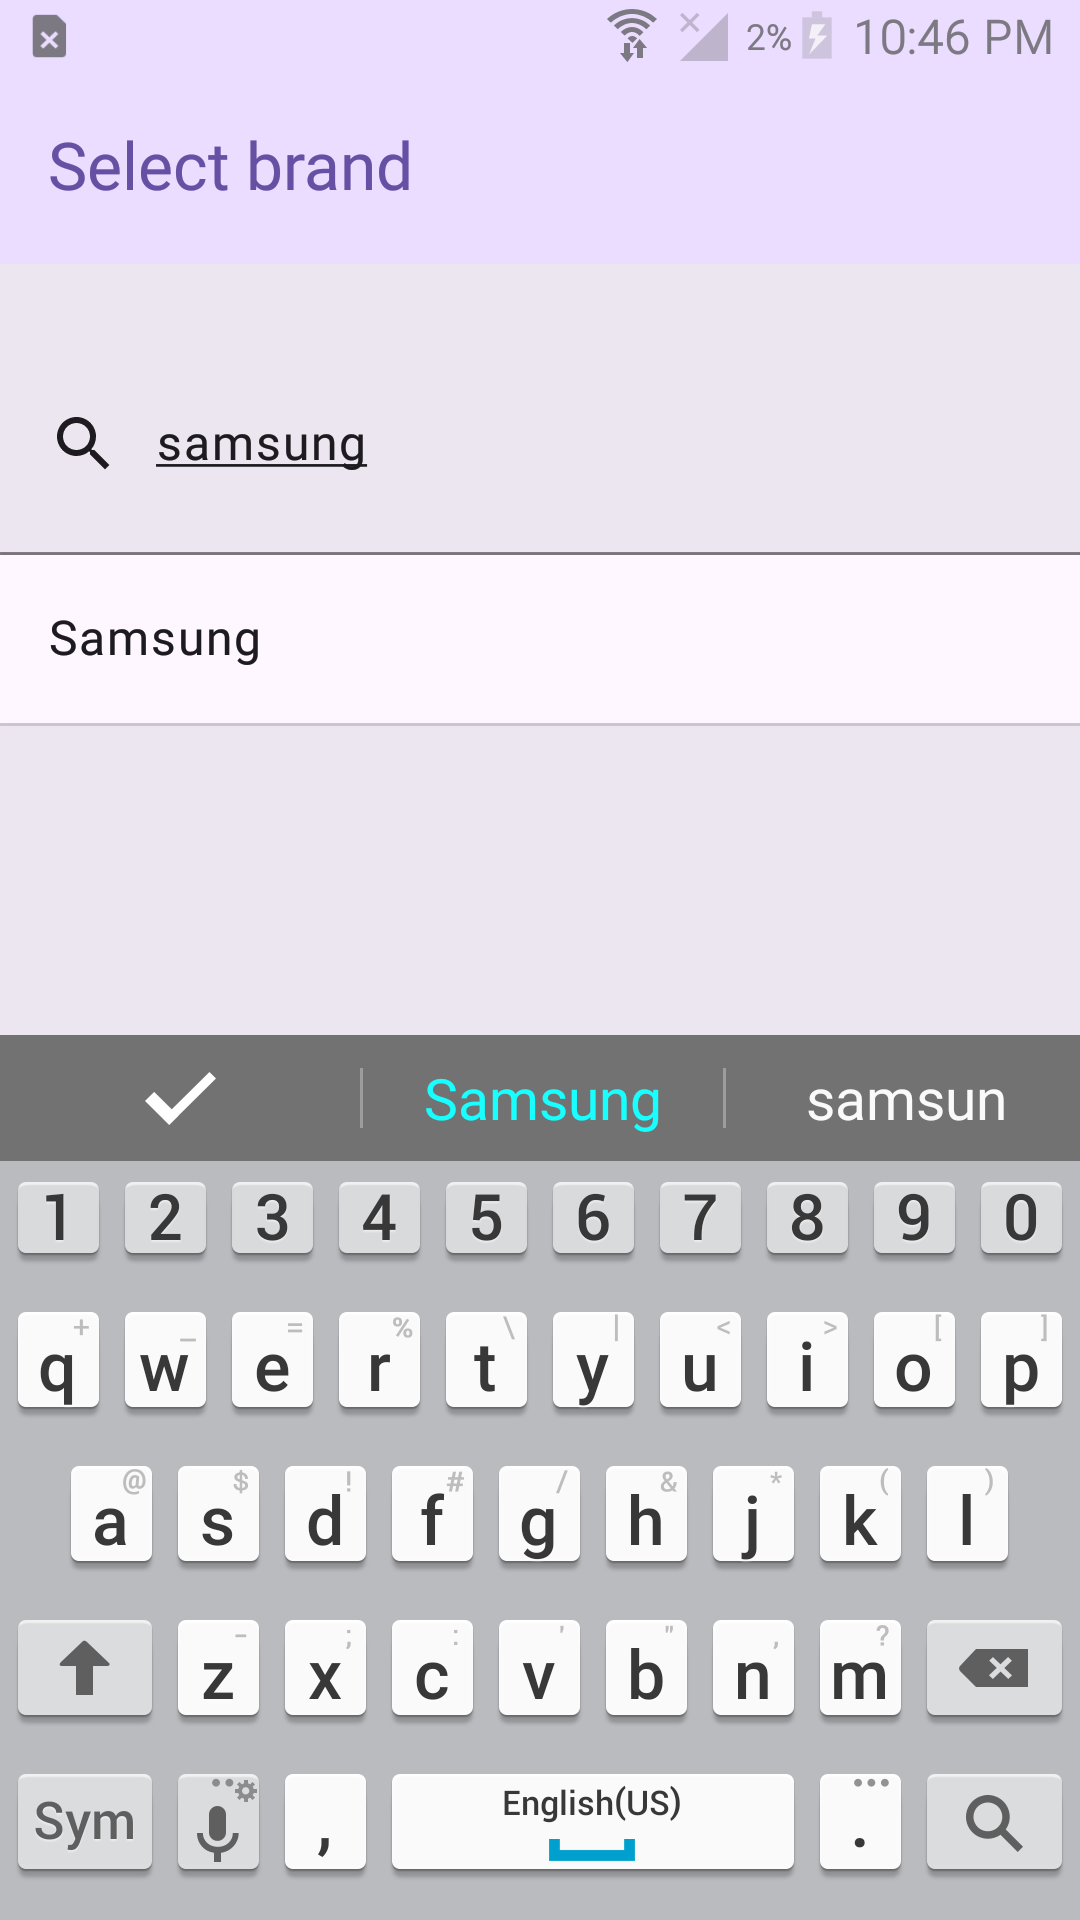 2% 10:46 PM
Select brand
samsung
Samsung
Samsung samsun
1 2 3 4 5 6 7 8 9 0
+ _ = % \ | < > [ ]
q w e r t y u i o p
@ $ ! # / & * ( )
a s d f g h j k l
- ; : ' " , ?
z x c v b n m
Sym , English(US) .